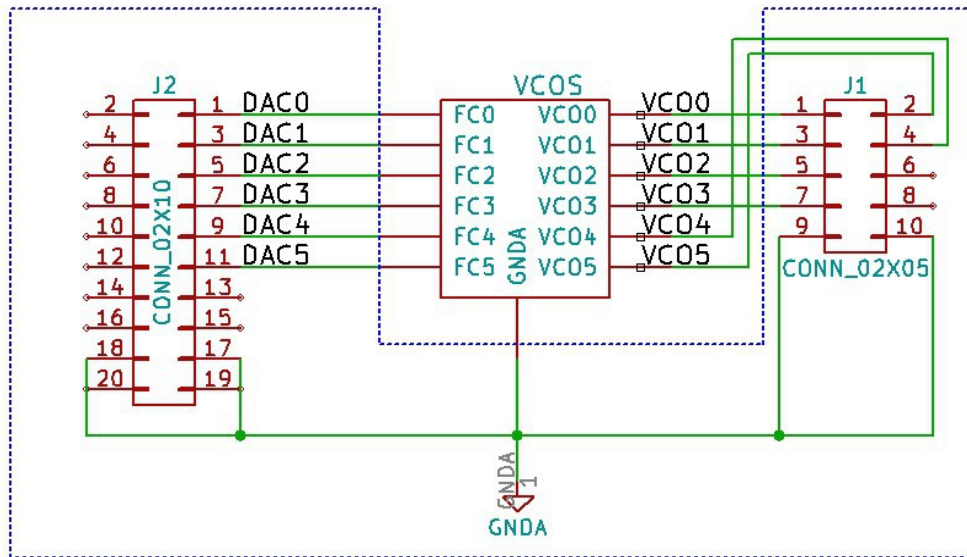 J2
VCOS
J1
2 1 DAC0 FC0 VCO0 VCO0 1 2
4 3 DAC1 FC1 VCO1 VCO1 3 4
6 5 DAC2 FC2 VCO2 VCO2 5 6
8 7 DAC3 FC3 VCO3 VCO3 7 8
10 9 DAC4 FC4 VCO4 VCO4 9 10
12 11 DAC5 FC5 VCO5 VCO5
GNDA
CONN_02X05
CONN_02X10
14 13
16 15
18 17
20 19
GNDA
1
GNDA